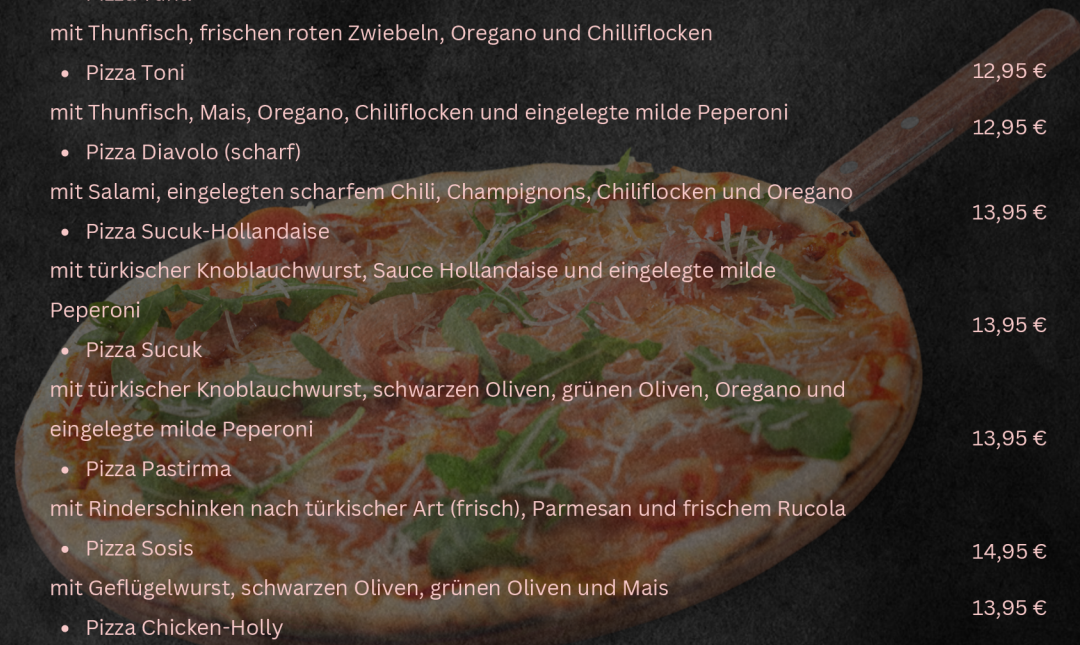 mit Thunfisch, frischen roten Zwiebeln, Oregano und Chilliflocken
• Pizza Toni 12,95 €
mit Thunfisch, Mais, Oregano, Chiliflocken und eingelegte milde Peperoni
12,95 €
• Pizza Diavolo (scharf)
mit Salami, eingelegten scharfem Chili, Champignons, Chiliflocken und Oregano
13,95 €
• Pizza Sucuk-Hollandaise
mit türkischer Knoblauchwurst, Sauce Hollandaise und eingelegte milde
Peperoni
13,95 €
• Pizza Sucuk
mit türkischer Knoblauchwurst, schwarzen Oliven, grünen Oliven, Oregano und
eingelegte milde Peperoni
13,95 €
• Pizza Pastirma
mit Rinderschinken nach türkischer Art (frisch), Parmesan und frischem Rucola
• Pizza Sosis 14,95 €
mit Geflügelwurst, schwarzen Oliven, grünen Oliven und Mais
13,95 €
• Pizza Chicken-Holly